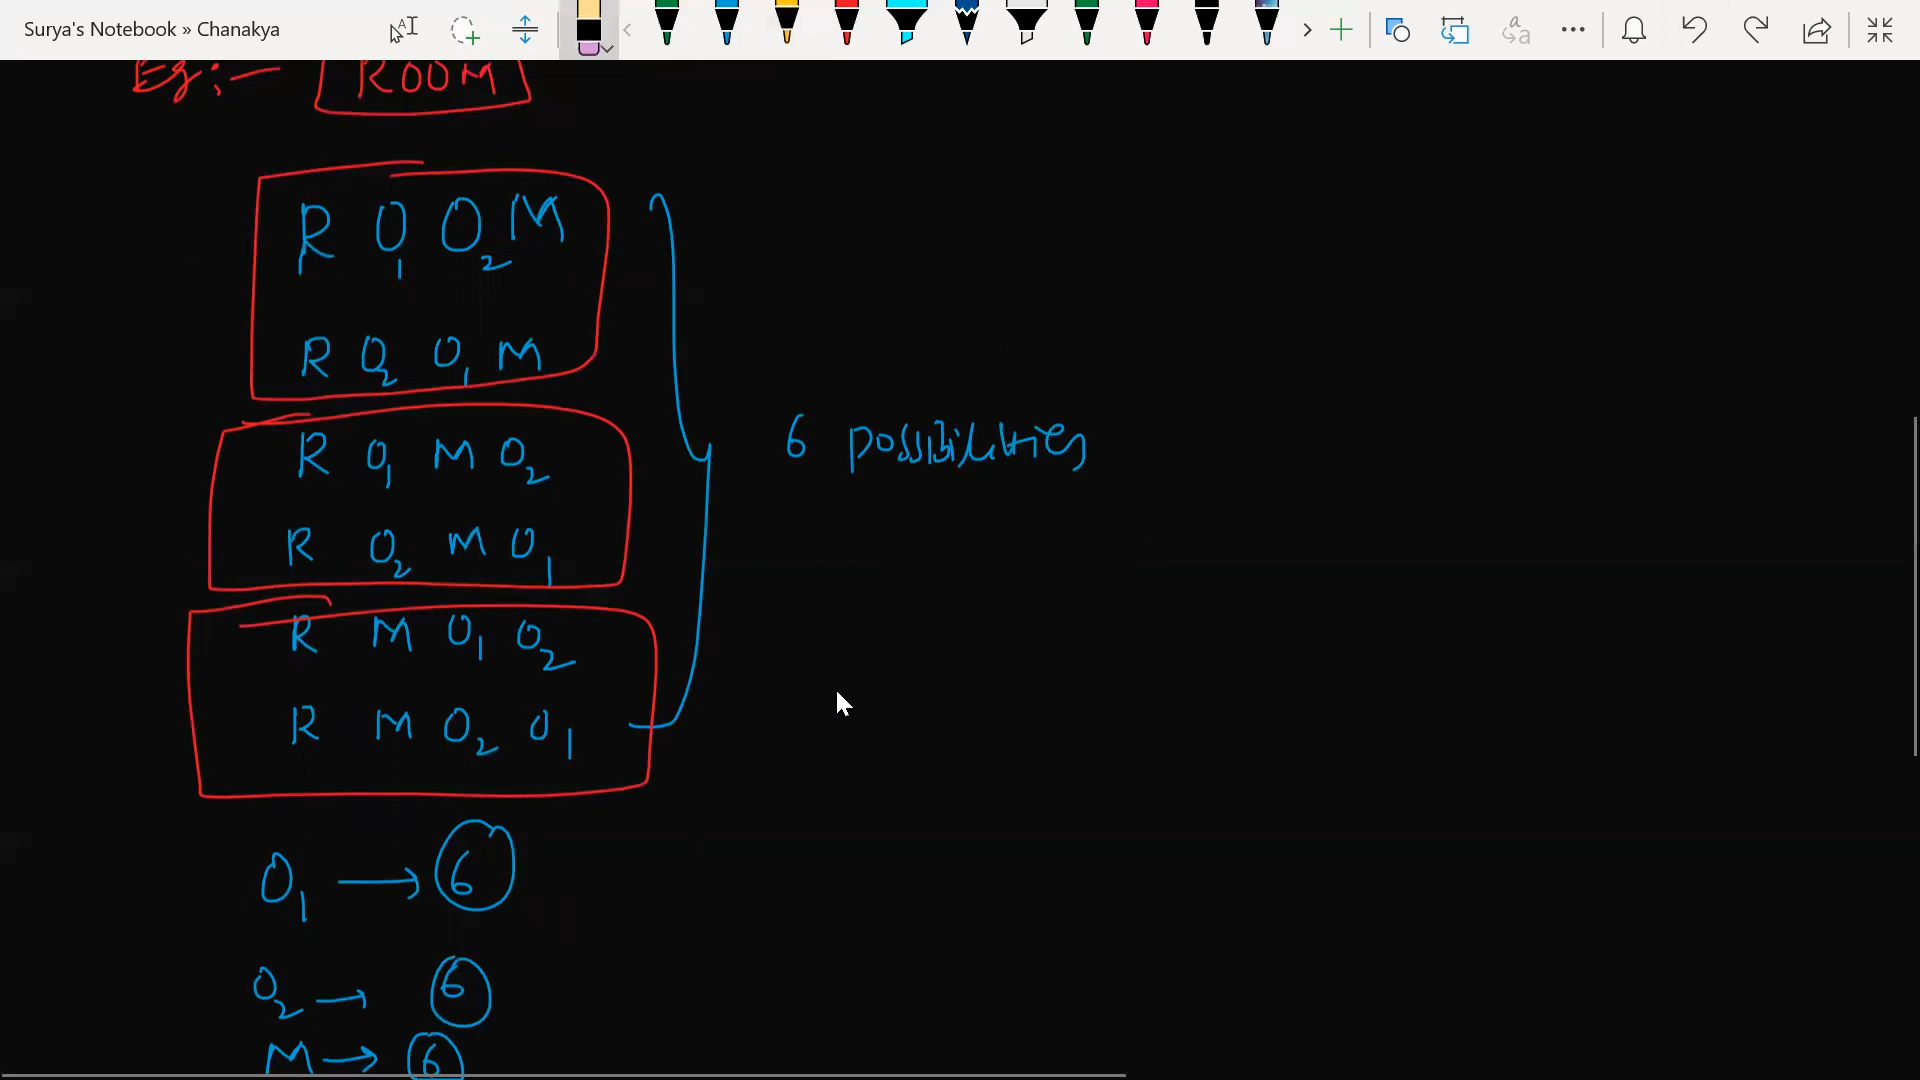 Surya's Notebook » Chanakya
Eg:- ROOM
R O1 O2 M
R O2 O1 M
R O1 M O2
R O2 M O1
R M O1 O2
R M O2 O1
6 possibilities
O1 → 6
O2 → 6
M → 6